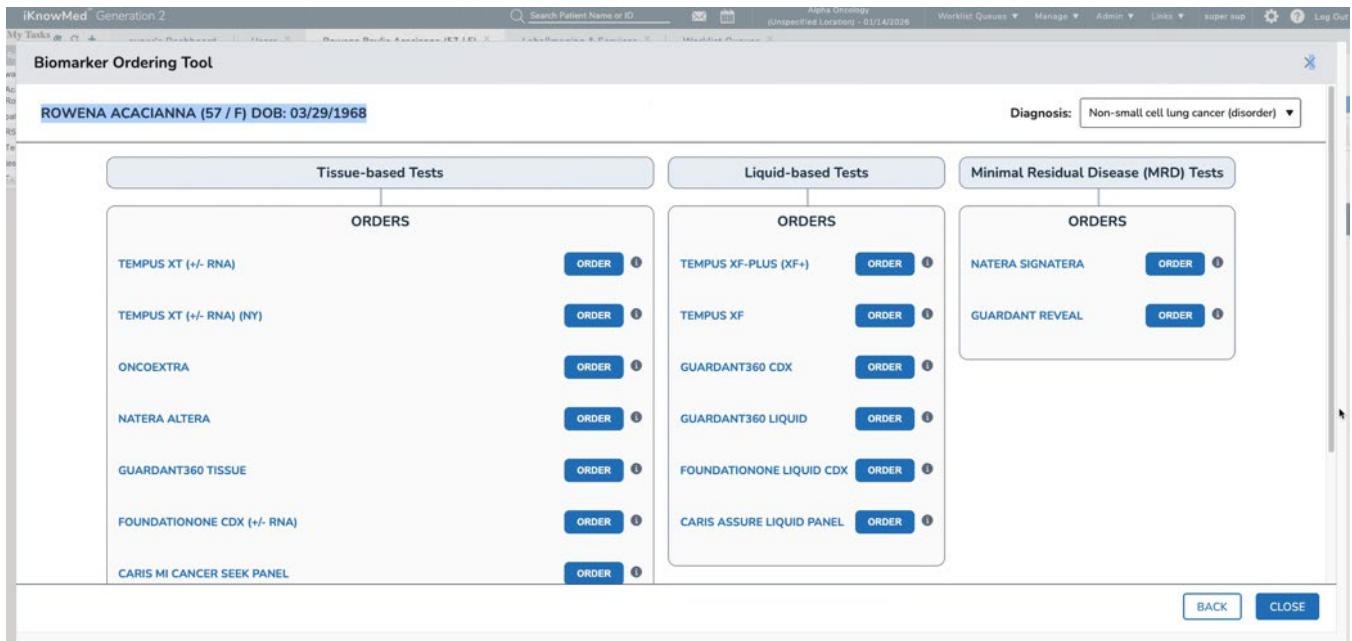 iKnowMed™ Generation 2
Search Patient Name or ID
Alpha Oncology
(Unspecified Location) - 01/14/2026
Worklist Queues ▼ Manage ▼ Admin ▼ Links ▼ super sup ? Log Out
My Tasks
Biomarker Ordering Tool
ROWENA ACACIANNA (57 / F) DOB: 03/29/1968
Diagnosis: Non-small cell lung cancer (disorder) ▼
Tissue-based Tests
ORDERS
TEMPUS XT (+/- RNA) ORDER
TEMPUS XT (+/- RNA) (NY) ORDER
ONCOEXTRA ORDER
NATERA ALTERA ORDER
GUARDANT360 TISSUE ORDER
FOUNDATIONONE CDX (+/- RNA) ORDER
CARIS MI CANCER SEEK PANEL ORDER
Liquid-based Tests
ORDERS
TEMPUS XF-PLUS (XF+) ORDER
TEMPUS XF ORDER
GUARDANT360 CDX ORDER
GUARDANT360 LIQUID ORDER
FOUNDATIONONE LIQUID CDX ORDER
CARIS ASSURE LIQUID PANEL ORDER
Minimal Residual Disease (MRD) Tests
ORDERS
NATERA SIGNATERA ORDER
GUARDANT REVEAL ORDER
BACK CLOSE